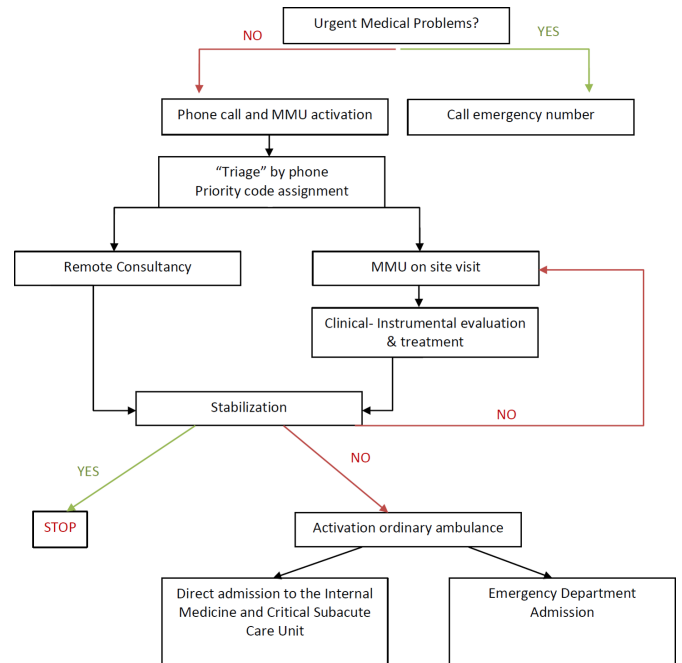 Urgent Medical Problems?
NO
YES
Phone call and MMU activation
Call emergency number
“Triage” by phone
Priority code assignment
Remote Consultancy
MMU on site visit
Clinical- Instrumental evaluation
& treatment
Stabilization
NO
YES
NO
STOP
Activation ordinary ambulance
Direct admission to the Internal
Medicine and Critical Subacute
Care Unit
Emergency Department
Admission